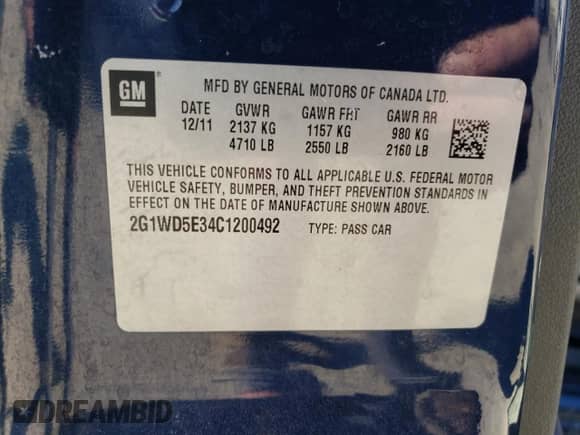 GM
MFD BY GENERAL MOTORS OF CANADA LTD.
DATE GVWR GAWR FRT GAWR RR
12/11 2137 KG 1157 KG 980 KG
4710 LB 2550 LB 2160 LB
THIS VEHICLE CONFORMS TO ALL APPLICABLE U.S. FEDERAL MOTOR
VEHICLE SAFETY, BUMPER, AND THEFT PREVENTION STANDARDS IN
EFFECT ON THE DATE OF MANUFACTURE SHOWN ABOVE.
2G1WD5E34C1200492 TYPE: PASS CAR
DREAMBID